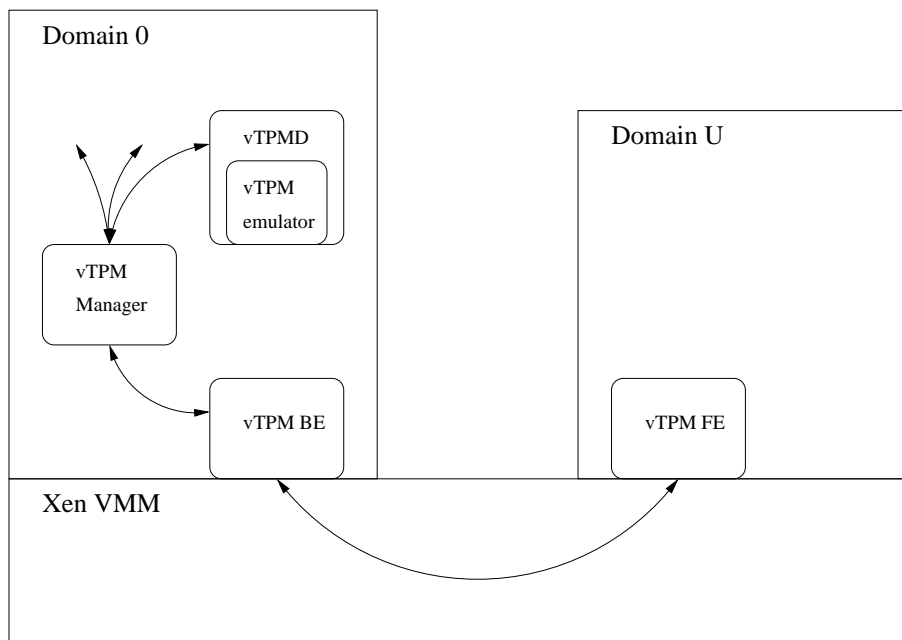 Domain 0
vTPMD
vTPM
emulator
vTPM
Manager
vTPM BE
Domain U
vTPM FE
Xen VMM